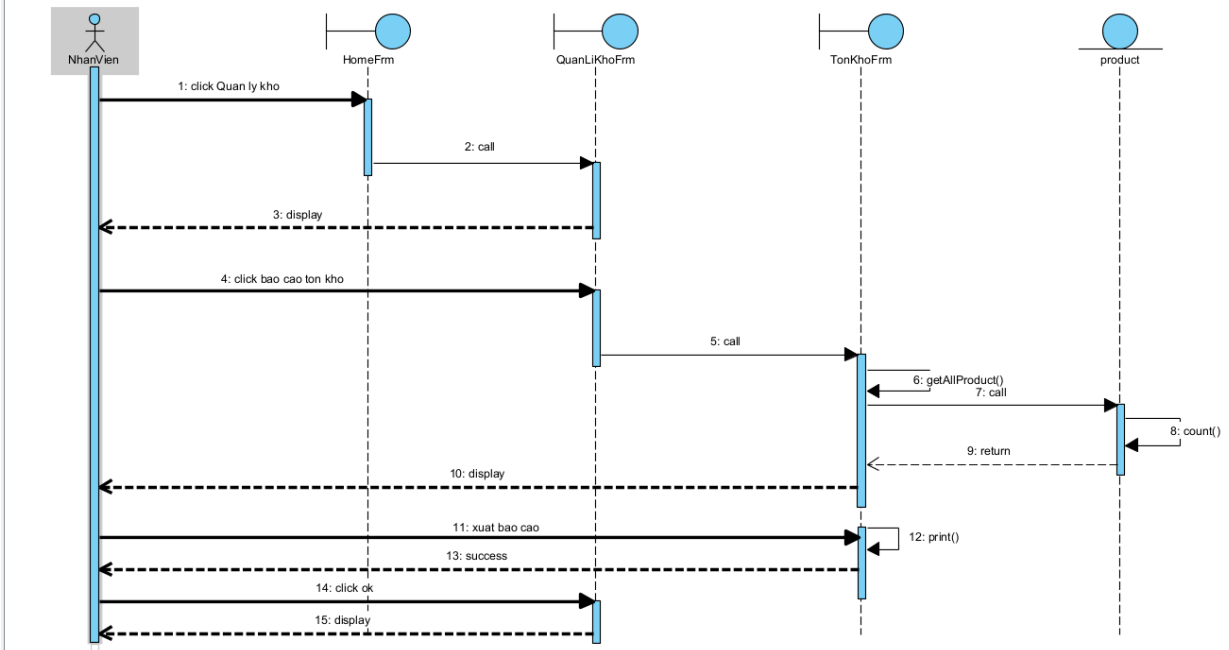 NhanVien
HomeFrm
QuanLiKhoFrm
TonKhoFrm
product
1: click Quan ly kho
2: call
3: display
4: click bao cao ton kho
5: call
6: getAllProduct()
7: call
8: count()
9: return
10: display
11: xuat bao cao
12: print()
13: success
14: click ok
15: display